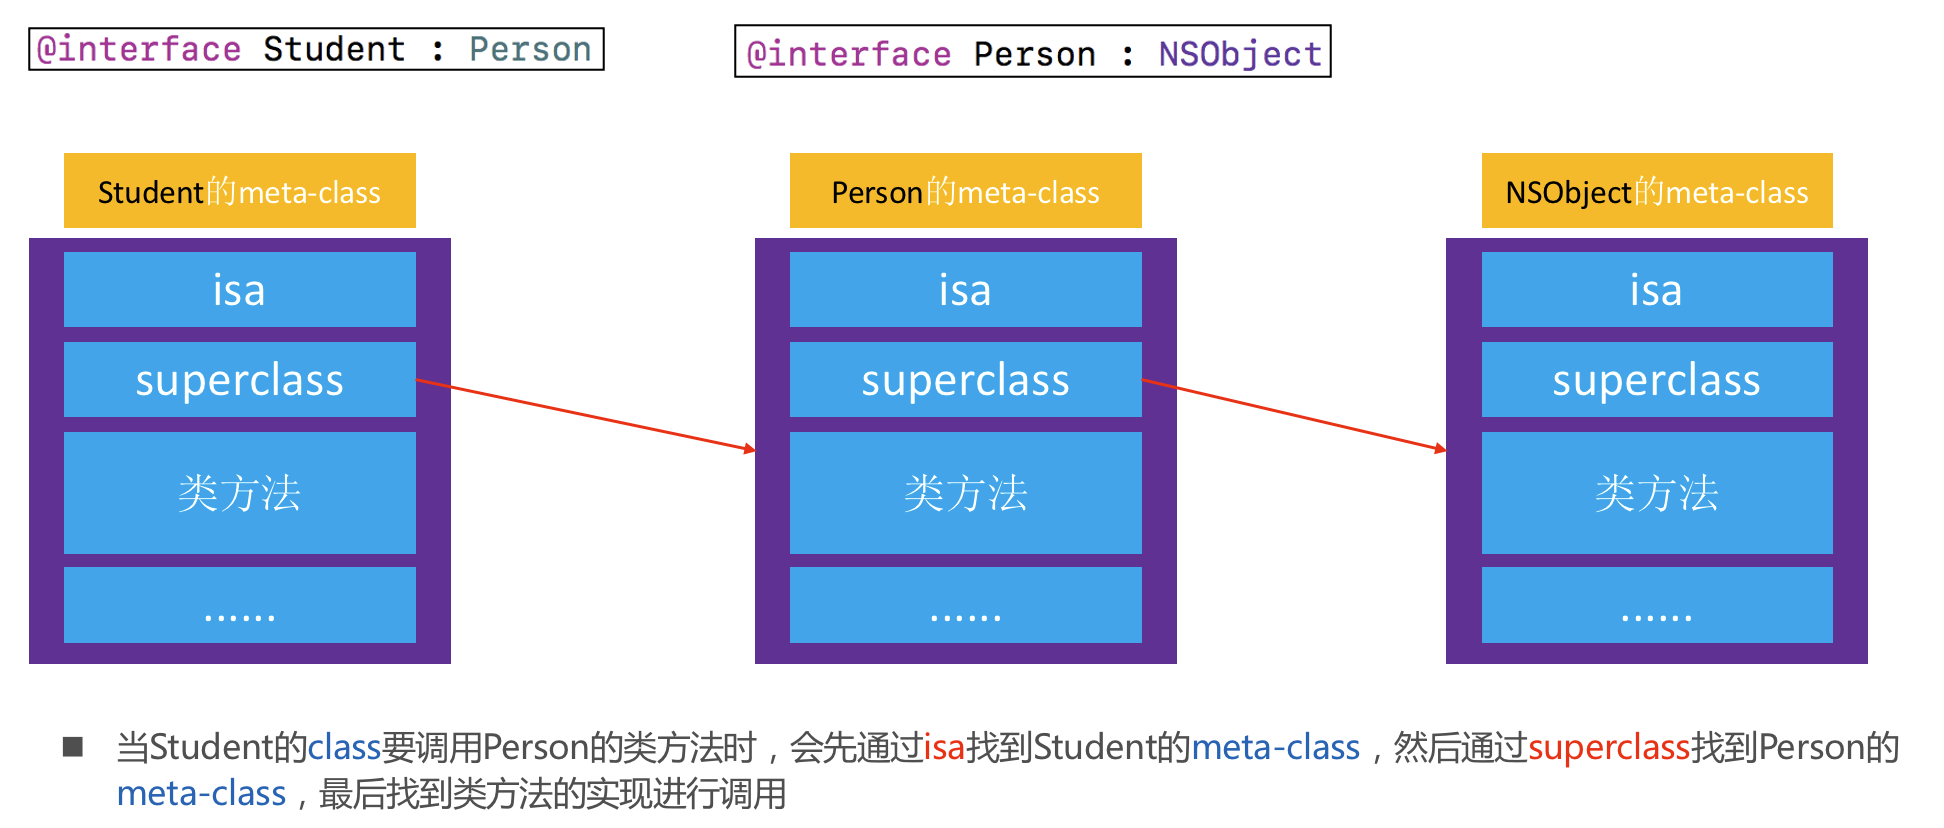 @interface Student : Person
@interface Person : NSObject
Student的meta-class
Person的meta-class
NSObject的meta-class
isa
isa
isa
superclass
superclass
superclass
类方法
类方法
类方法
......
......
......
■ 当Student的class要调用Person的类方法时，会先通过isa找到Student的meta-class，然后通过superclass找到Person的
meta-class，最后找到类方法的实现进行调用